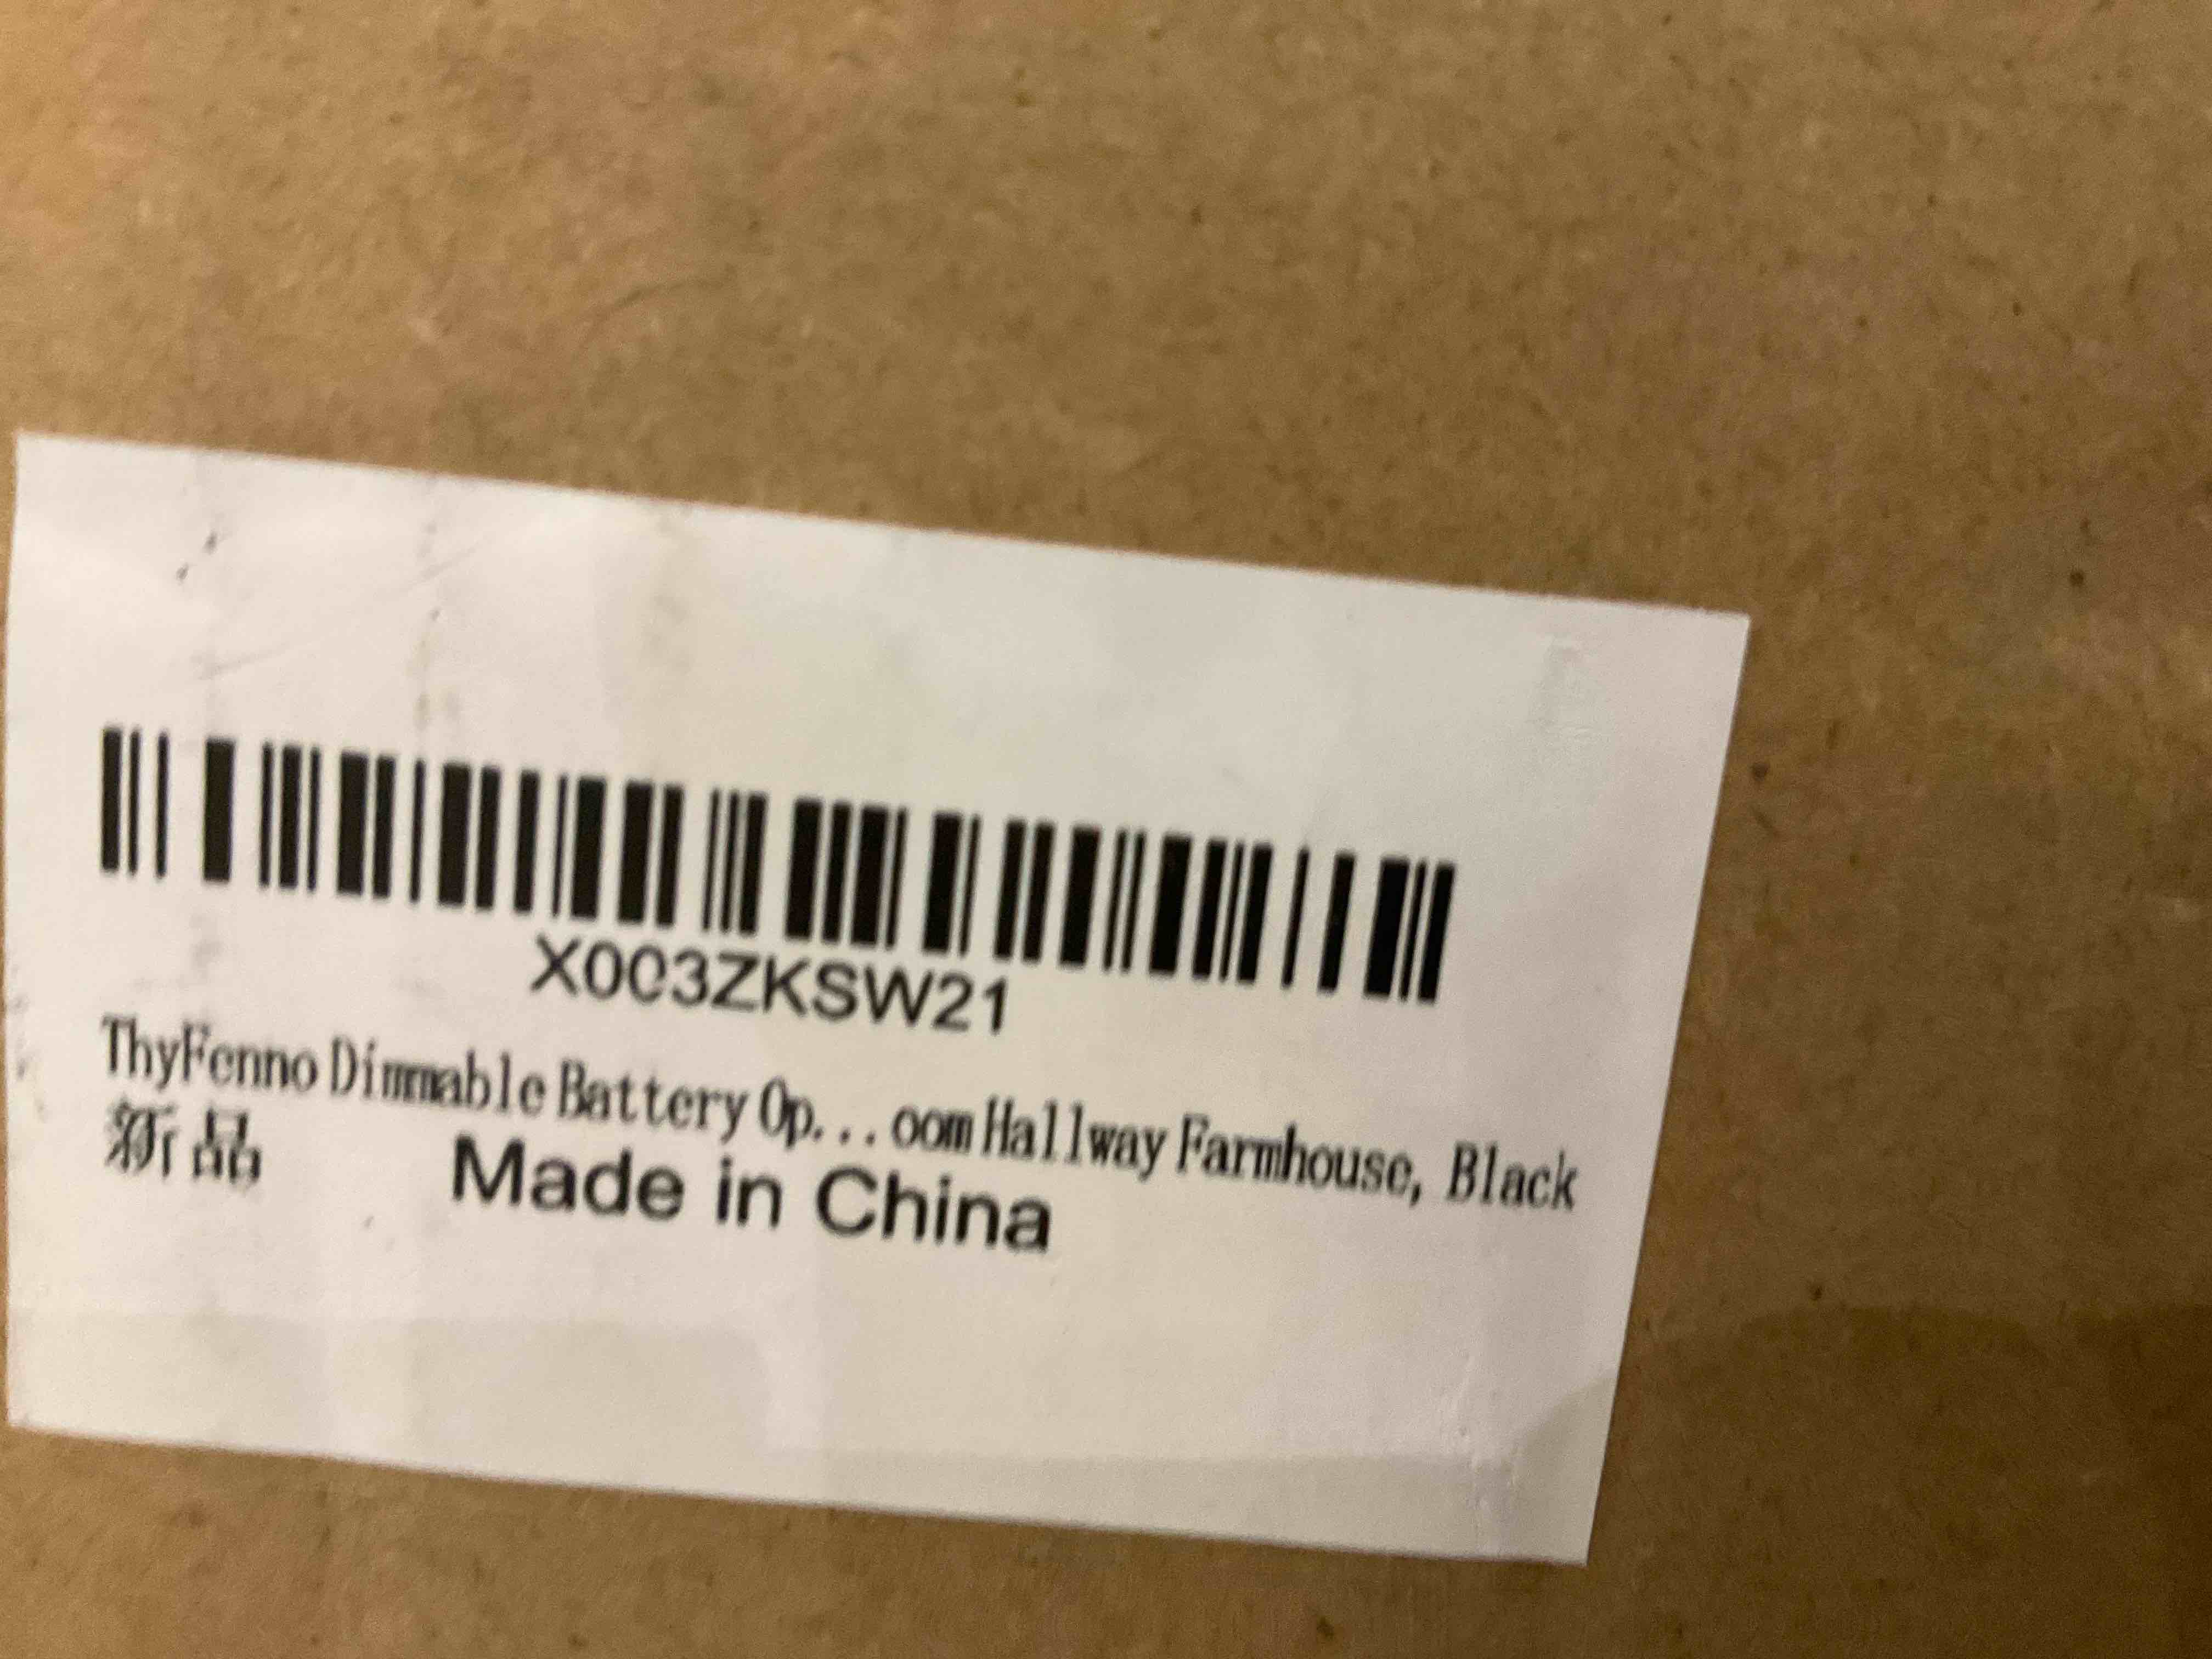 X003ZKSW21
ThyFenno Dimmable Battery Op...oom Hallway Farmhouse, Black
新品 Made in China